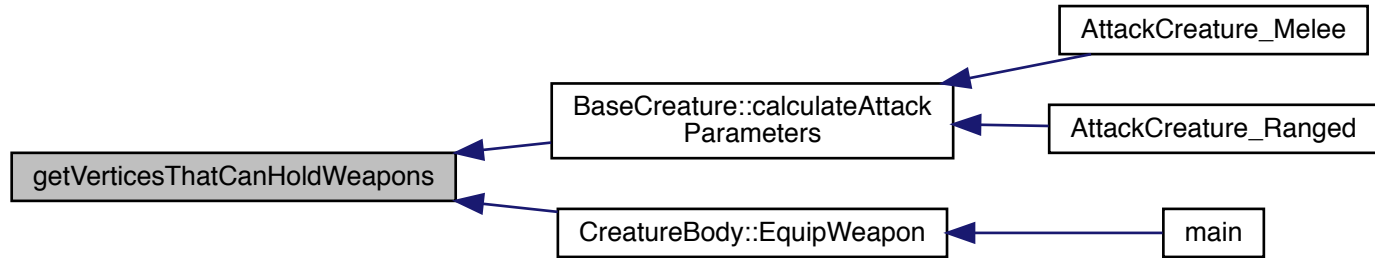 AttackCreature_Melee
BaseCreature::calculateAttack
Parameters
AttackCreature_Ranged
getVerticesThatCanHoldWeapons
CreatureBody::EquipWeapon
main